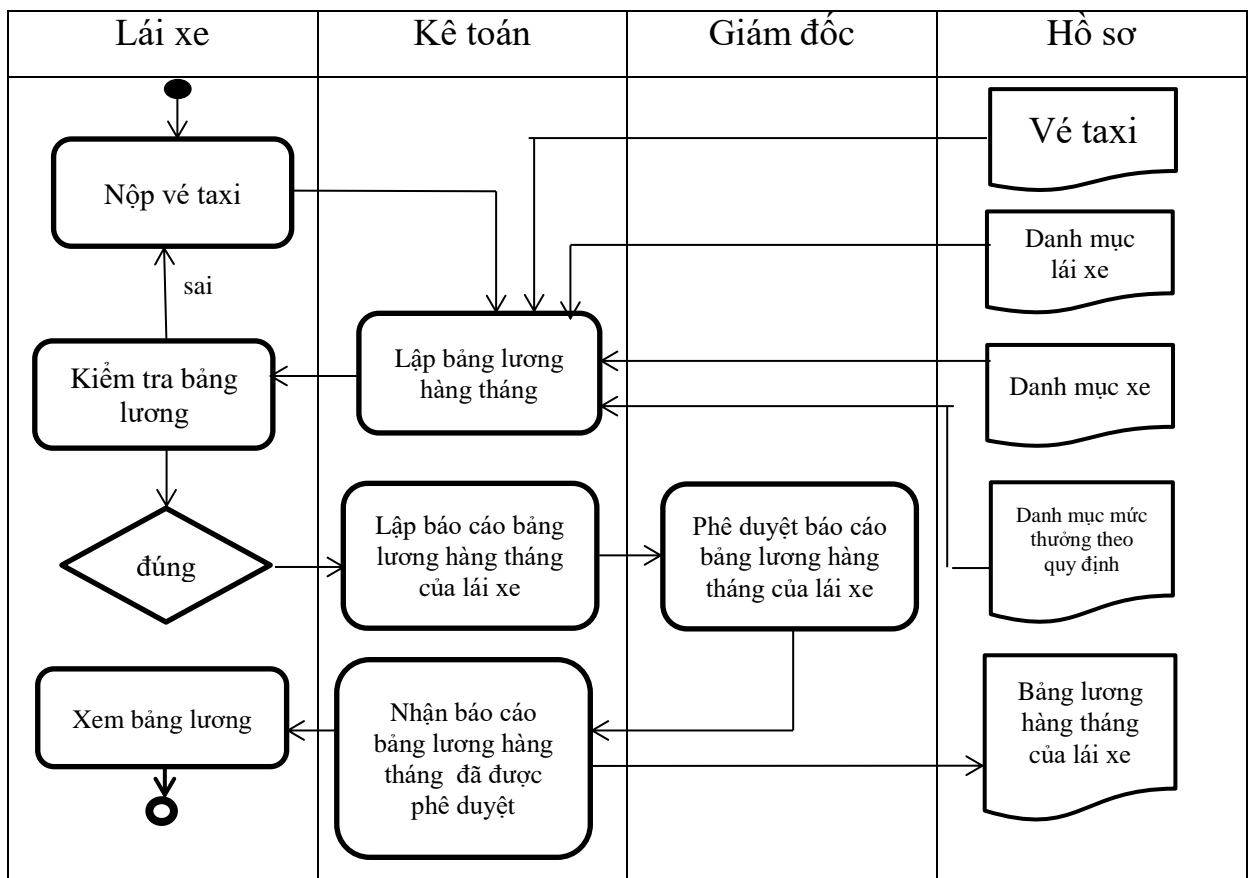 Lái xe
Kê toán
Giám đốc
Hồ sơ
Vé taxi
Nộp vé taxi
Danh mục
lái xe
sai
Kiểm tra bảng
lương
Lập bảng lương
hàng tháng
Danh mục xe
đúng
Lập báo cáo bảng
lương hàng tháng
của lái xe
Phê duyệt báo cáo
bảng lương hàng
tháng của lái xe
Danh mục mức
thưởng theo
quy định
Xem bảng lương
Nhận báo cáo
bảng lương hàng
tháng đã được
phê duyệt
Bảng lương
hàng tháng
của lái xe